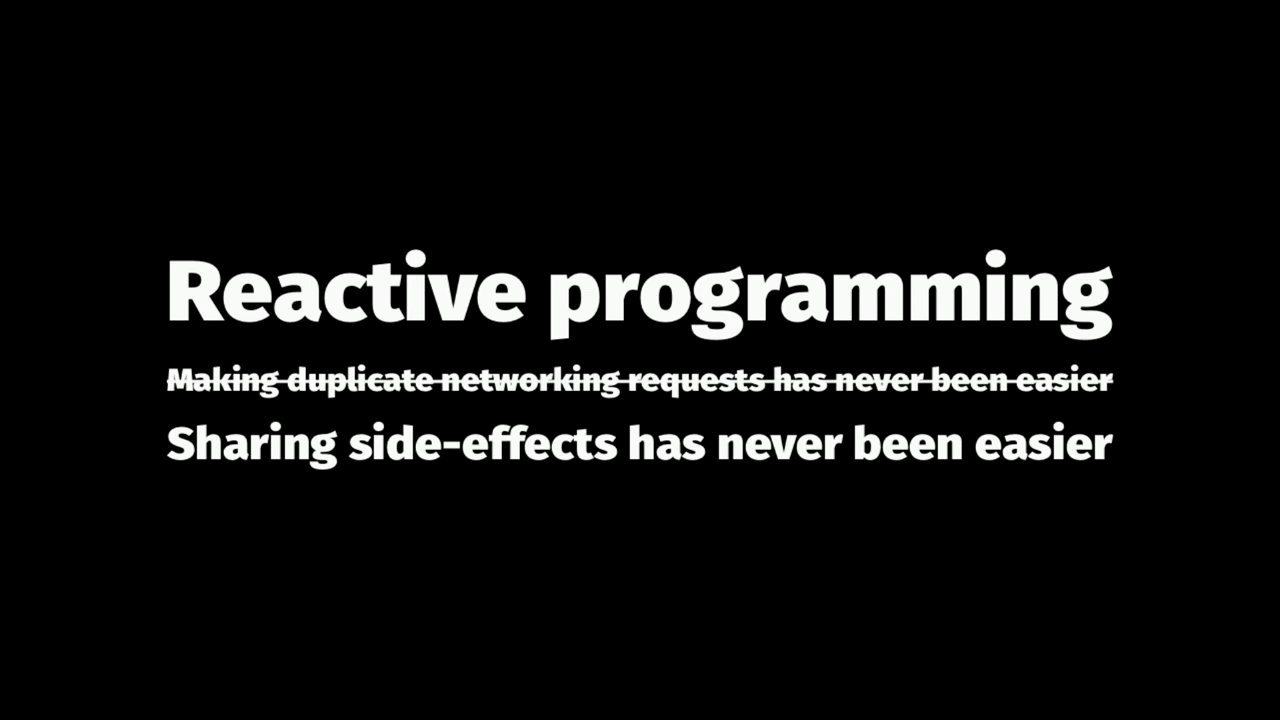 Reactive programming
Making duplicate networking requests has never been easier
Sharing side-effects has never been easier